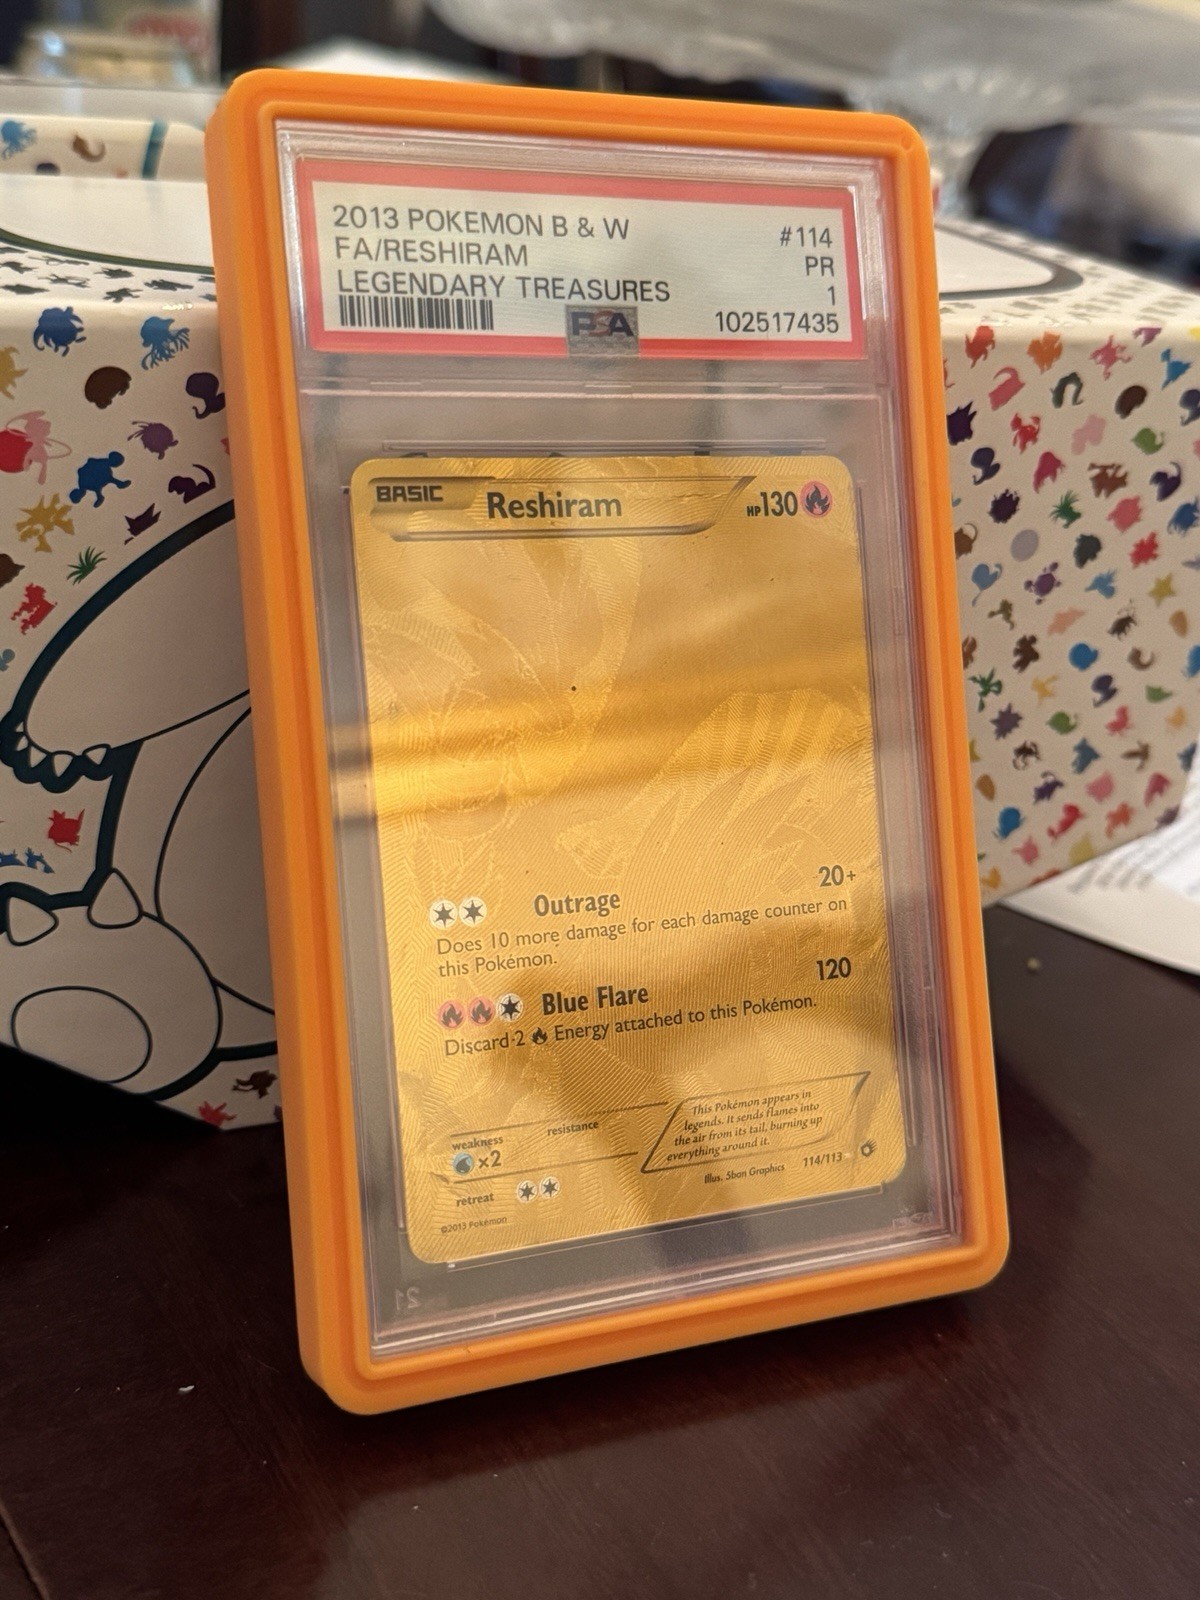 2013 POKEMON B & W #114
FA/RESHIRAM PR
LEGENDARY TREASURES 1
PSA 102517435
BASIC Reshiram HP130
20+
Outrage
Does 10 more damage for each damage counter on
this Pokémon.
120
Blue Flare
Discard 2 Energy attached to this Pokémon.
weakness resistance
×2
retreat
This Pokémon appears in
legends. It sends flames into
the air from its tail, burning up
everything around it.
Illus. 5ban Graphics 114/113
©2013 Pokémon